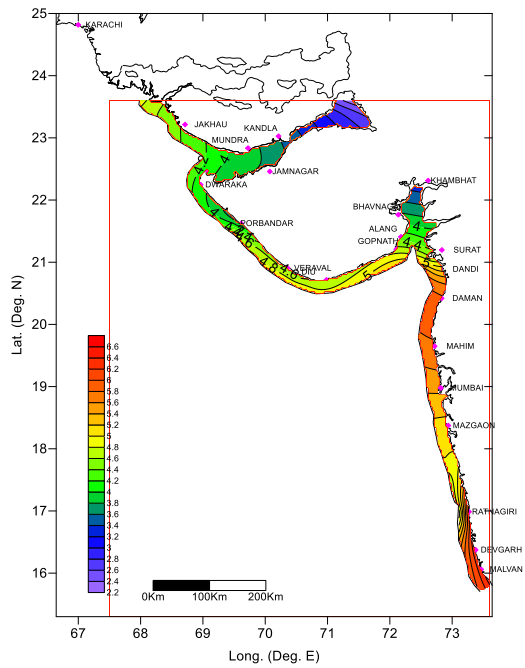 25
KARACHI
24
JAKHAU
KANDLA
23
MUNDRA
JAMNAGAR
KHAMBHAT
DWARAKA
22
BHAVNAG
PORBANDAR
ALANG
GOPNATH
SURAT
21
VERAVAL
DIU
DANDI
DAMAN
20
MAHIM
19
MUMBAI
MAZGAON
18
17
RATNAGIRI
DEVGARH
16
MALVAN
Lat. (Deg. N)
6.6
6.4
6.2
6
5.8
5.6
5.4
5.2
5
4.8
4.6
4.4
4.2
4
3.8
3.6
3.4
3.2
3
2.8
2.6
2.4
2.2
0Km 100Km 200Km
67 68 69 70 71 72 73
Long. (Deg. E)